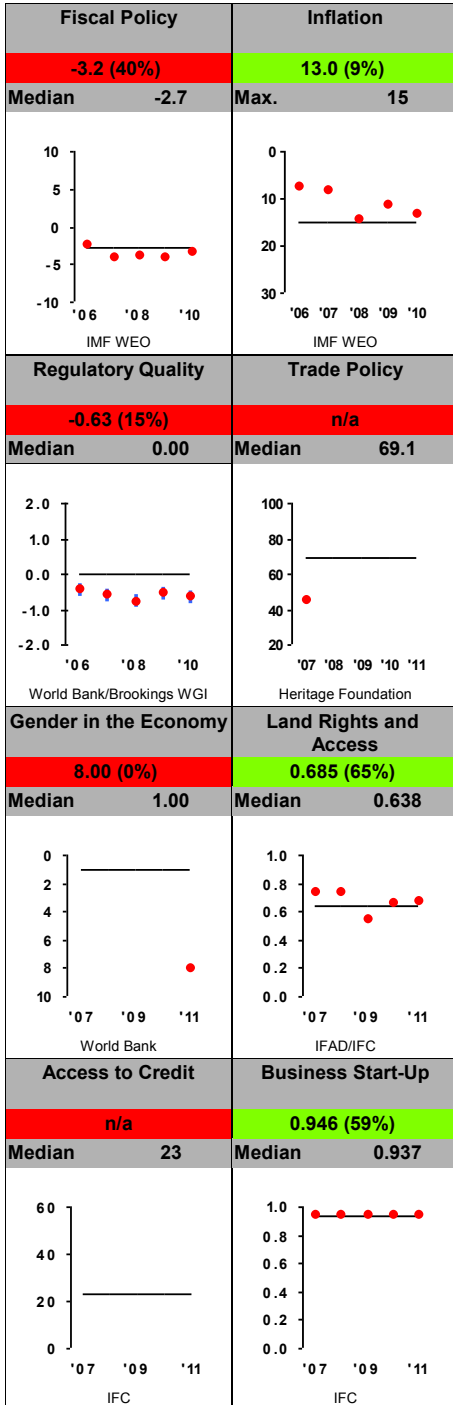 Fiscal Policy
-3.2 (40%)
Median -2.7
10
5
0
-5
-10
'06 '08 '10
IMF WEO
Inflation
13.0 (9%)
Max. 15
0
10
20
30
'06 '07 '08 '09 '10
IMF WEO
Regulatory Quality
-0.63 (15%)
Median 0.00
2.0
1.0
0.0
-1.0
-2.0
'06 '08 '10
World Bank/Brookings WGI
Trade Policy
n/a
Median 69.1
100
80
60
40
20
'07 '08 '09 '10 '11
Heritage Foundation
Gender in the Economy
8.00 (0%)
Median 1.00
0
2
4
6
8
10
'07 '09 '11
World Bank
Land Rights and
Access
0.685 (65%)
Median 0.638
1.0
0.8
0.6
0.4
0.2
0.0
'07 '09 '11
IFAD/IFC
Access to Credit
n/a
Median 23
60
40
20
0
'07 '09 '11
IFC
Business Start-Up
0.946 (59%)
Median 0.937
1.0
0.8
0.6
0.4
0.2
0.0
'07 '09 '11
IFC